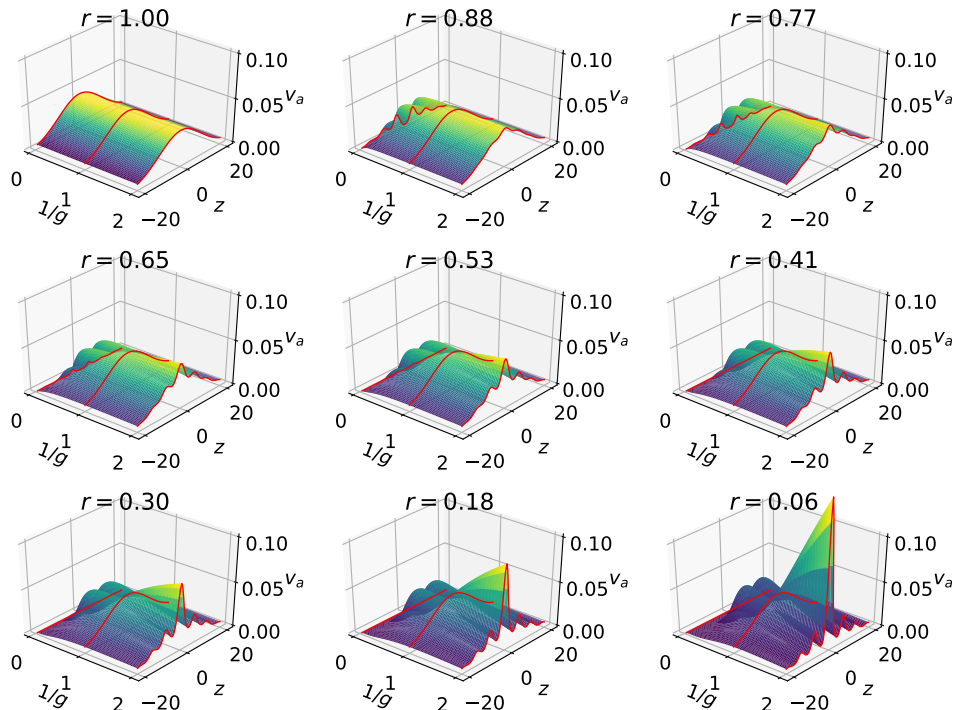 r = 1.00
0.10
0.05
v_a
0.00
20
0
z
−20
0
1
1/g
2
r = 0.88
0.10
0.05
v_a
0.00
20
0
z
−20
0
1
1/g
2
r = 0.77
0.10
0.05
v_a
0.00
20
0
z
−20
0
1
1/g
2
r = 0.65
0.10
0.05
v_a
0.00
20
0
z
−20
0
1
1/g
2
r = 0.53
0.10
0.05
v_a
0.00
20
0
z
−20
0
1
1/g
2
r = 0.41
0.10
0.05
v_a
0.00
20
0
z
−20
0
1
1/g
2
r = 0.30
0.10
0.05
v_a
0.00
20
0
z
−20
0
1
1/g
2
r = 0.18
0.10
0.05
v_a
0.00
20
0
z
−20
0
1
1/g
2
r = 0.06
0.10
0.05
v_a
0.00
20
0
z
−20
0
1
1/g
2